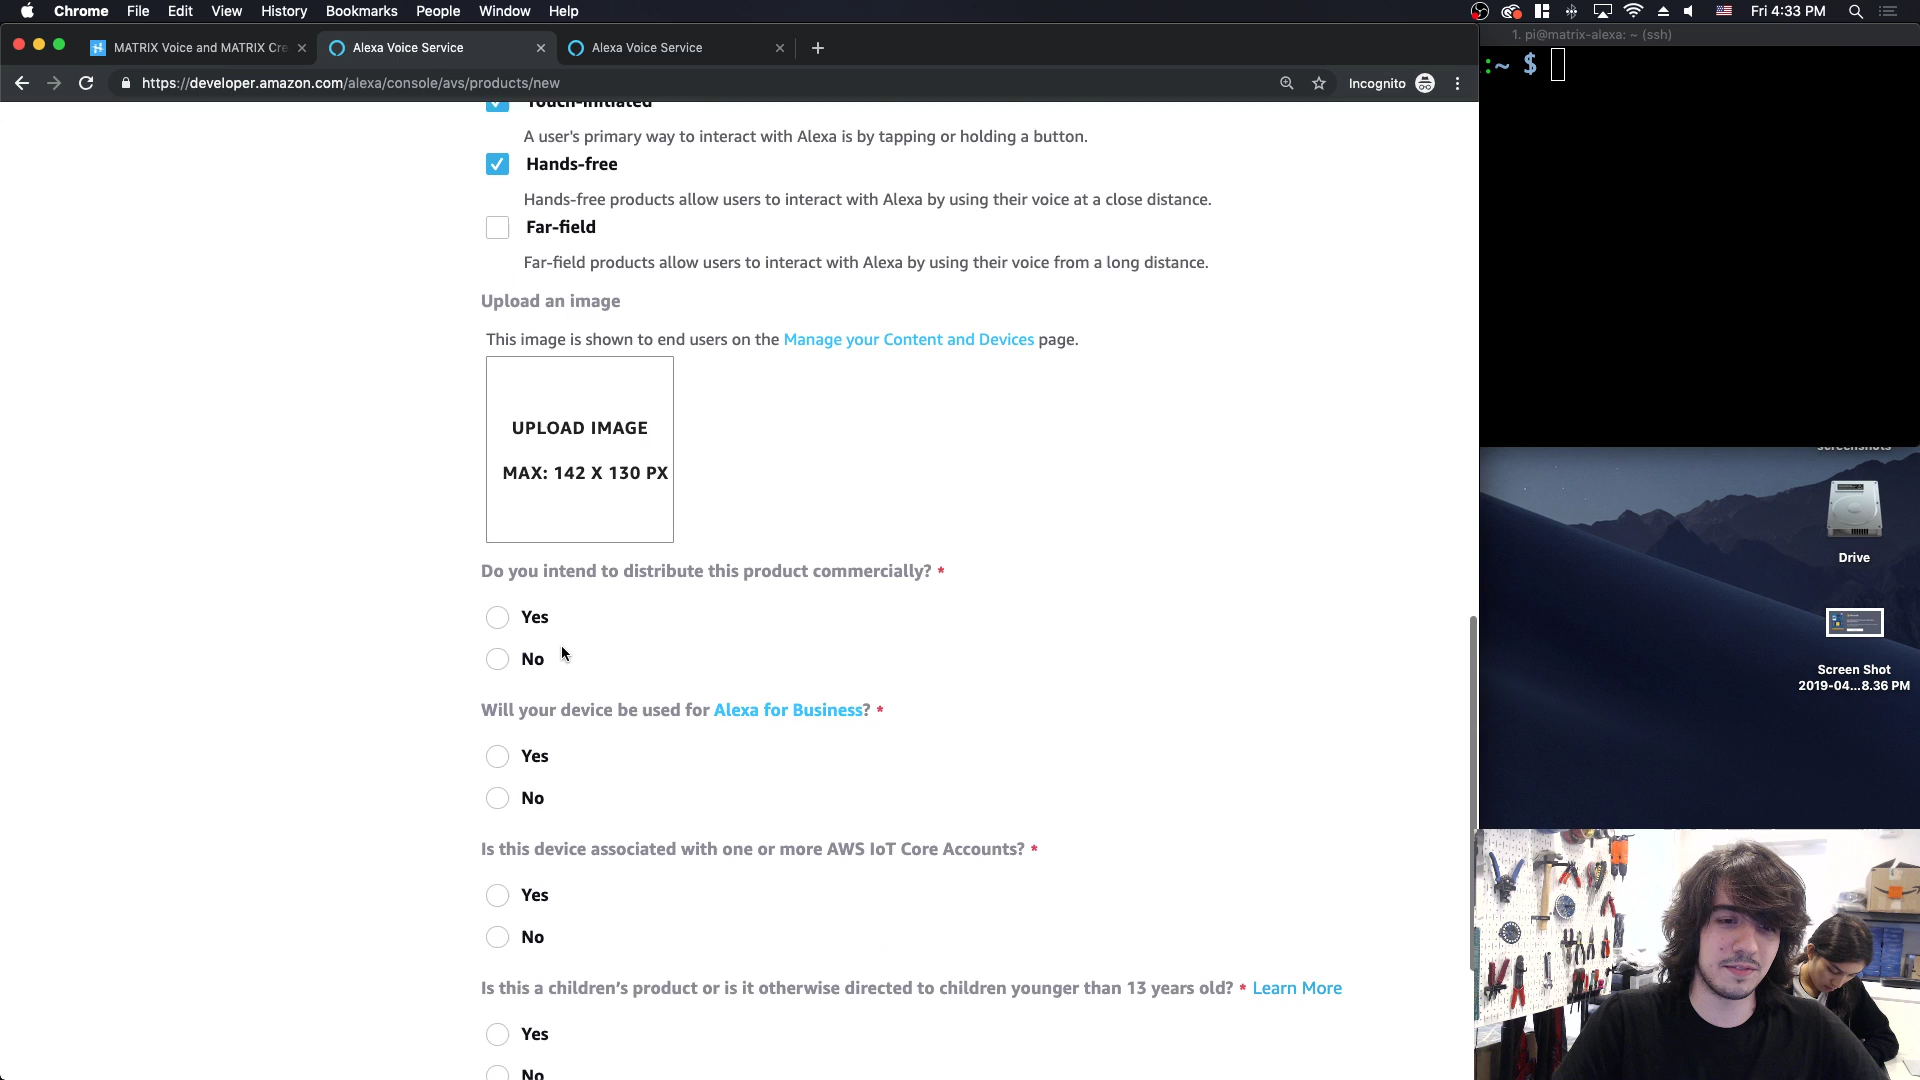 Chrome File Edit View History Bookmarks People Window Help
Fri 4:33 PM
MATRIX Voice and MATRIX Cre
Alexa Voice Service
Alexa Voice Service
1. pi@matrix-alexa: ~ (ssh)
https://developer.amazon.com/alexa/console/avs/products/new
Incognito
:~ $
Touch-initiated
A user's primary way to interact with Alexa is by tapping or holding a button.
Hands-free
Hands-free products allow users to interact with Alexa by using their voice at a close distance.
Far-field
Far-field products allow users to interact with Alexa by using their voice from a long distance.
Upload an image
This image is shown to end users on the Manage your Content and Devices page.
UPLOAD IMAGE
MAX: 142 X 130 PX
Do you intend to distribute this product commercially? *
Yes
No
Will your device be used for Alexa for Business? *
Yes
No
Is this device associated with one or more AWS IoT Core Accounts? *
Yes
No
Is this a children's product or is it otherwise directed to children younger than 13 years old? * Learn More
Yes
No
screenshots
Drive
Screen Shot
2019-04...8.36 PM